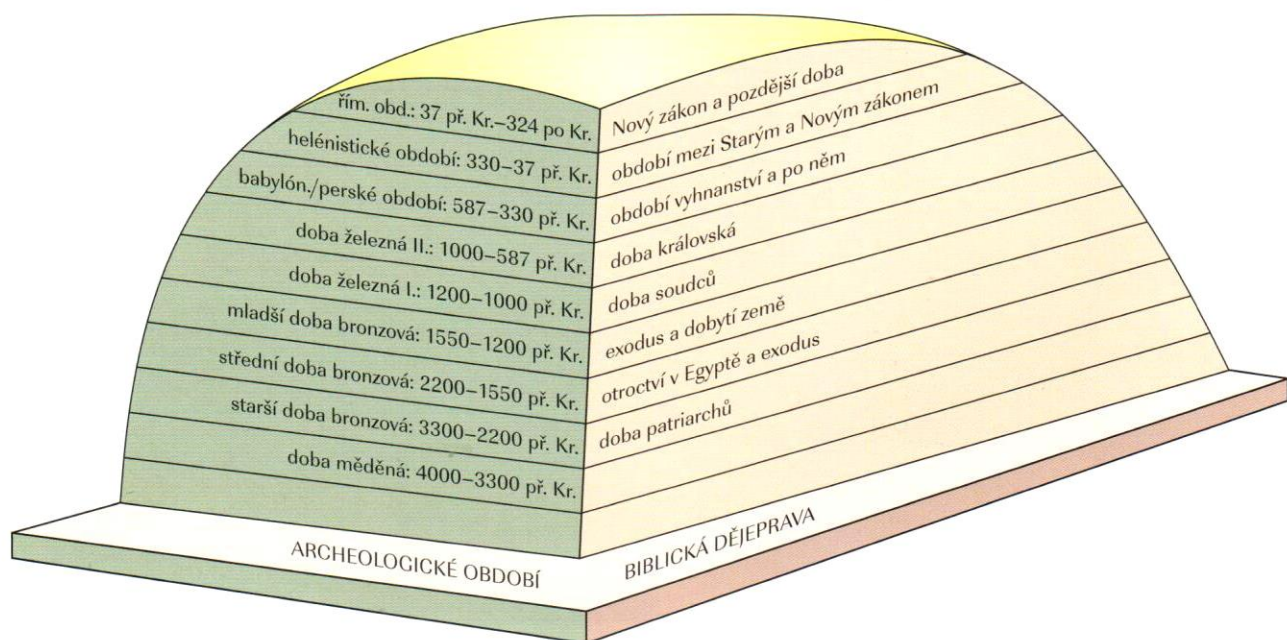 řím. obd.: 37 př. Kr.–324 po Kr.
helénistické období: 330–37 př. Kr.
babylón./perské období: 587–330 př. Kr.
doba železná II.: 1000–587 př. Kr.
doba železná I.: 1200–1000 př. Kr.
mladší doba bronzová: 1550–1200 př. Kr.
střední doba bronzová: 2200–1550 př. Kr.
starší doba bronzová: 3300–2200 př. Kr.
doba měděná: 4000–3300 př. Kr.
ARCHEOLOGICKÉ OBDOBÍ
Nový zákon a pozdější doba
období mezi Starým a Novým zákonem
období vyhnanství a po něm
doba královská
doba soudců
exodus a dobytí země
otroctví v Egyptě a exodus
doba patriarchů
BIBLICKÁ DĚJEPRAVA